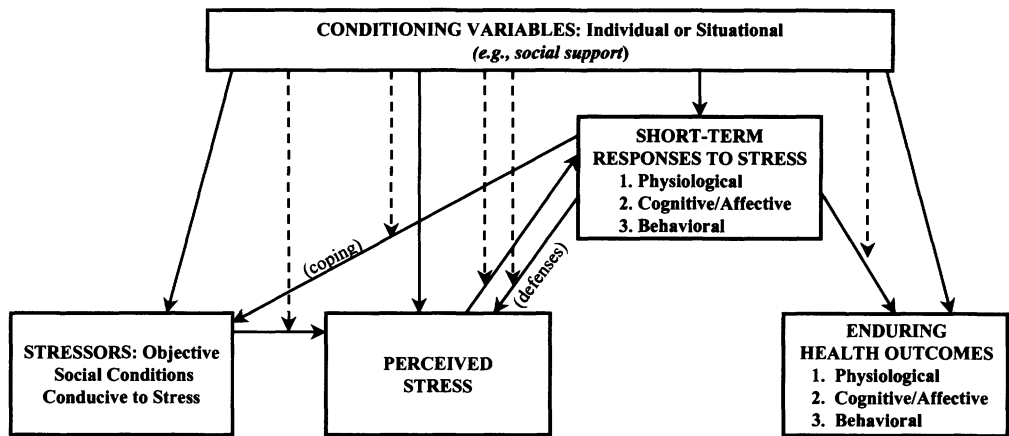 CONDITIONING VARIABLES: Individual or Situational
(e.g., social support)
SHORT-TERM
RESPONSES TO STRESS
1. Physiological
2. Cognitive/Affective
3. Behavioral
(coping)
(defenses)
STRESSORS: Objective
Social Conditions
Conducive to Stress
PERCEIVED
STRESS
ENDURING
HEALTH OUTCOMES
1. Physiological
2. Cognitive/Affective
3. Behavioral